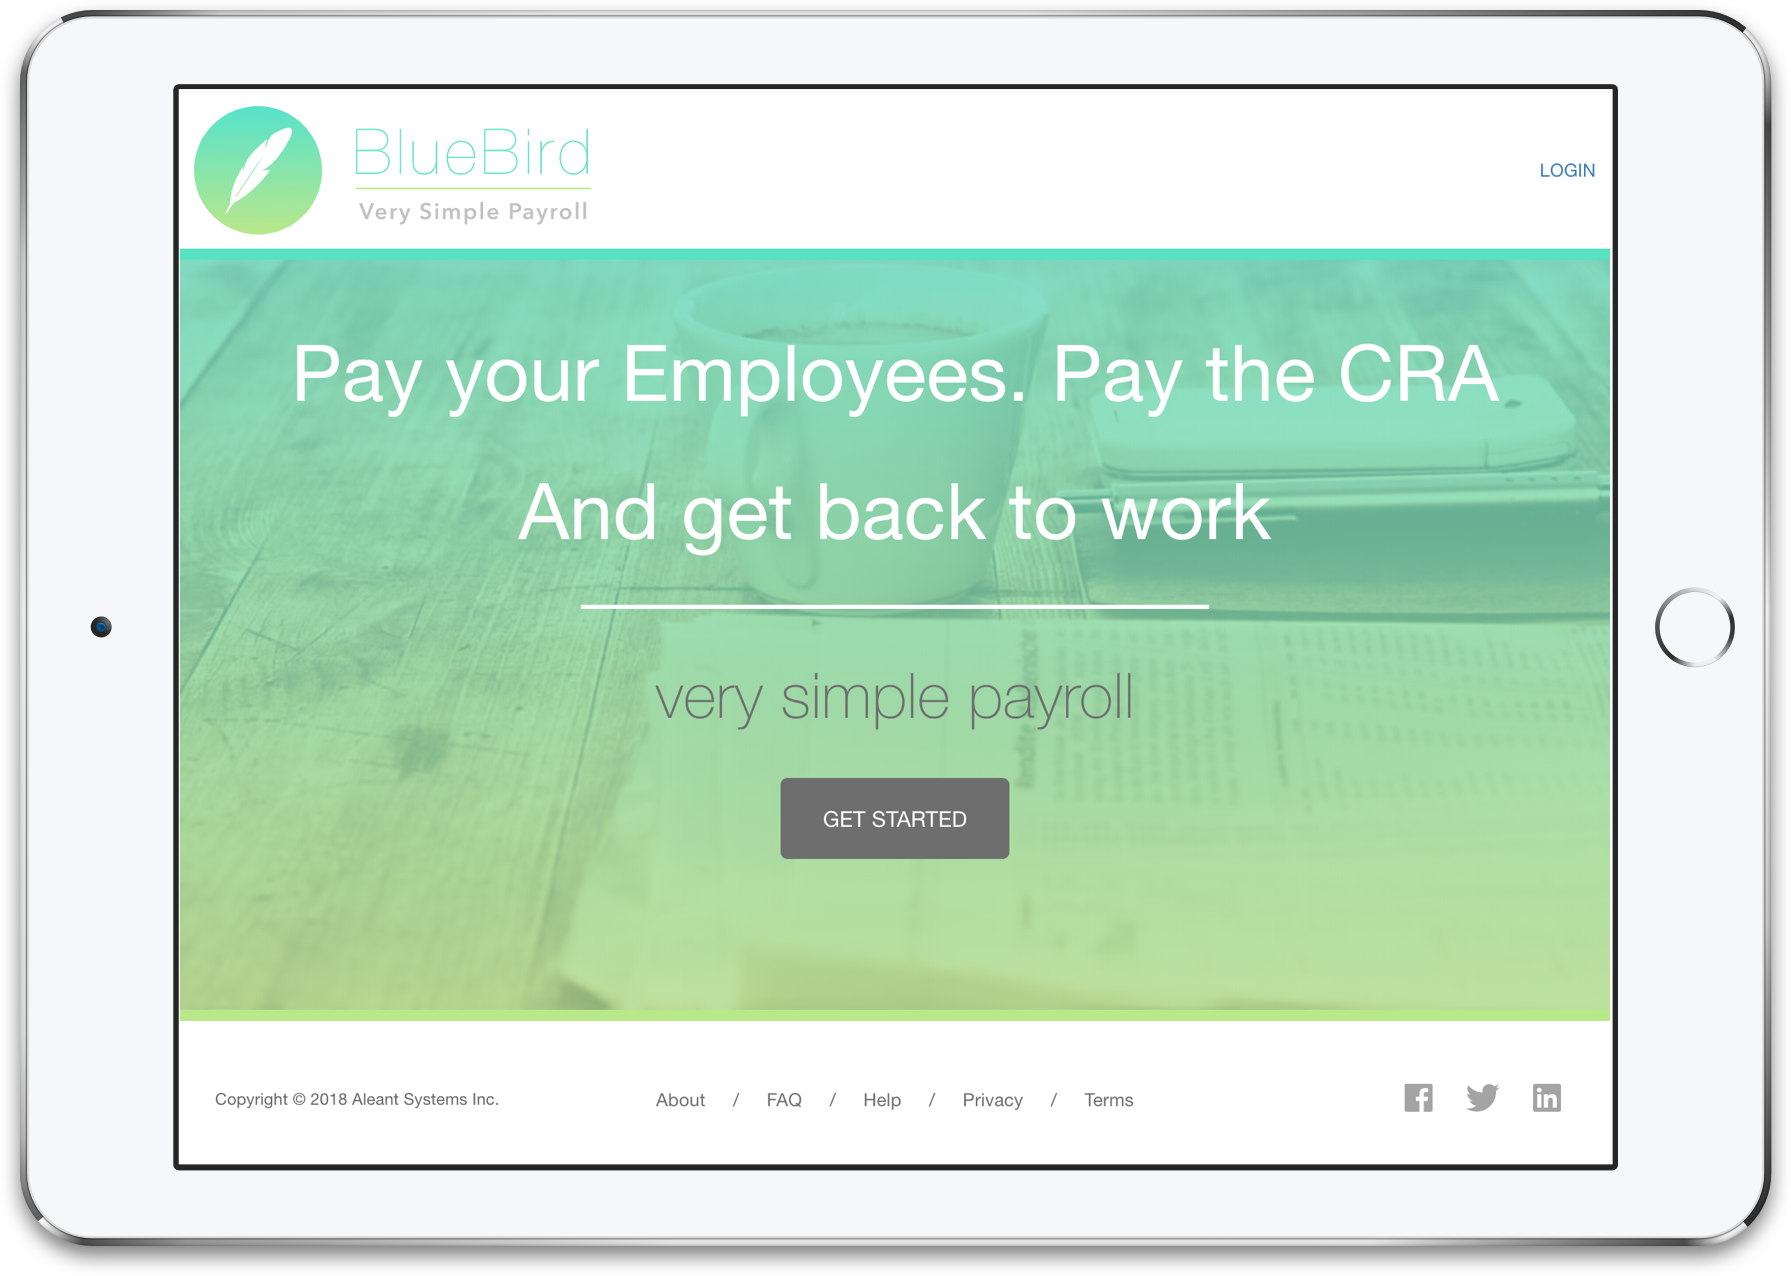 BlueBird
Very Simple Payroll
LOGIN
Pay your Employees. Pay the CRA
And get back to work
very simple payroll
GET STARTED
Copyright © 2018 Aleant Systems Inc.
About / FAQ / Help / Privacy / Terms